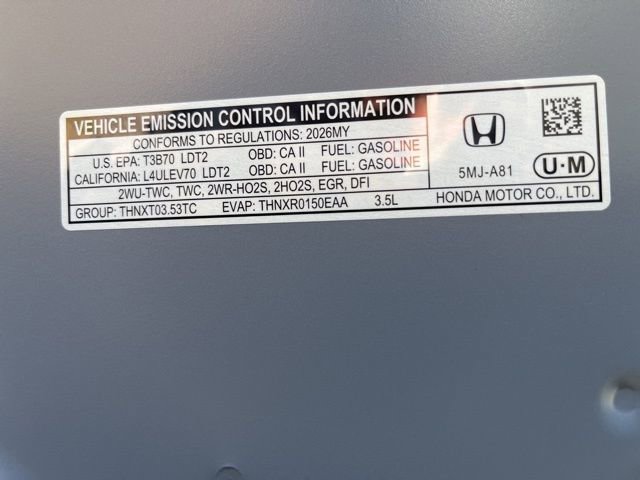 VEHICLE EMISSION CONTROL INFORMATION
CONFORMS TO REGULATIONS: 2026MY
U.S. EPA: T3B70 LDT2 OBD: CA II FUEL: GASOLINE
CALIFORNIA: L4ULEV70 LDT2 OBD: CA II FUEL: GASOLINE
2WU-TWC, TWC, 2WR-HO2S, 2HO2S, EGR, DFI
GROUP: THNXT03.53TC EVAP: THNXR0150EAA 3.5L
5MJ-A81
U·M
HONDA MOTOR CO., LTD.